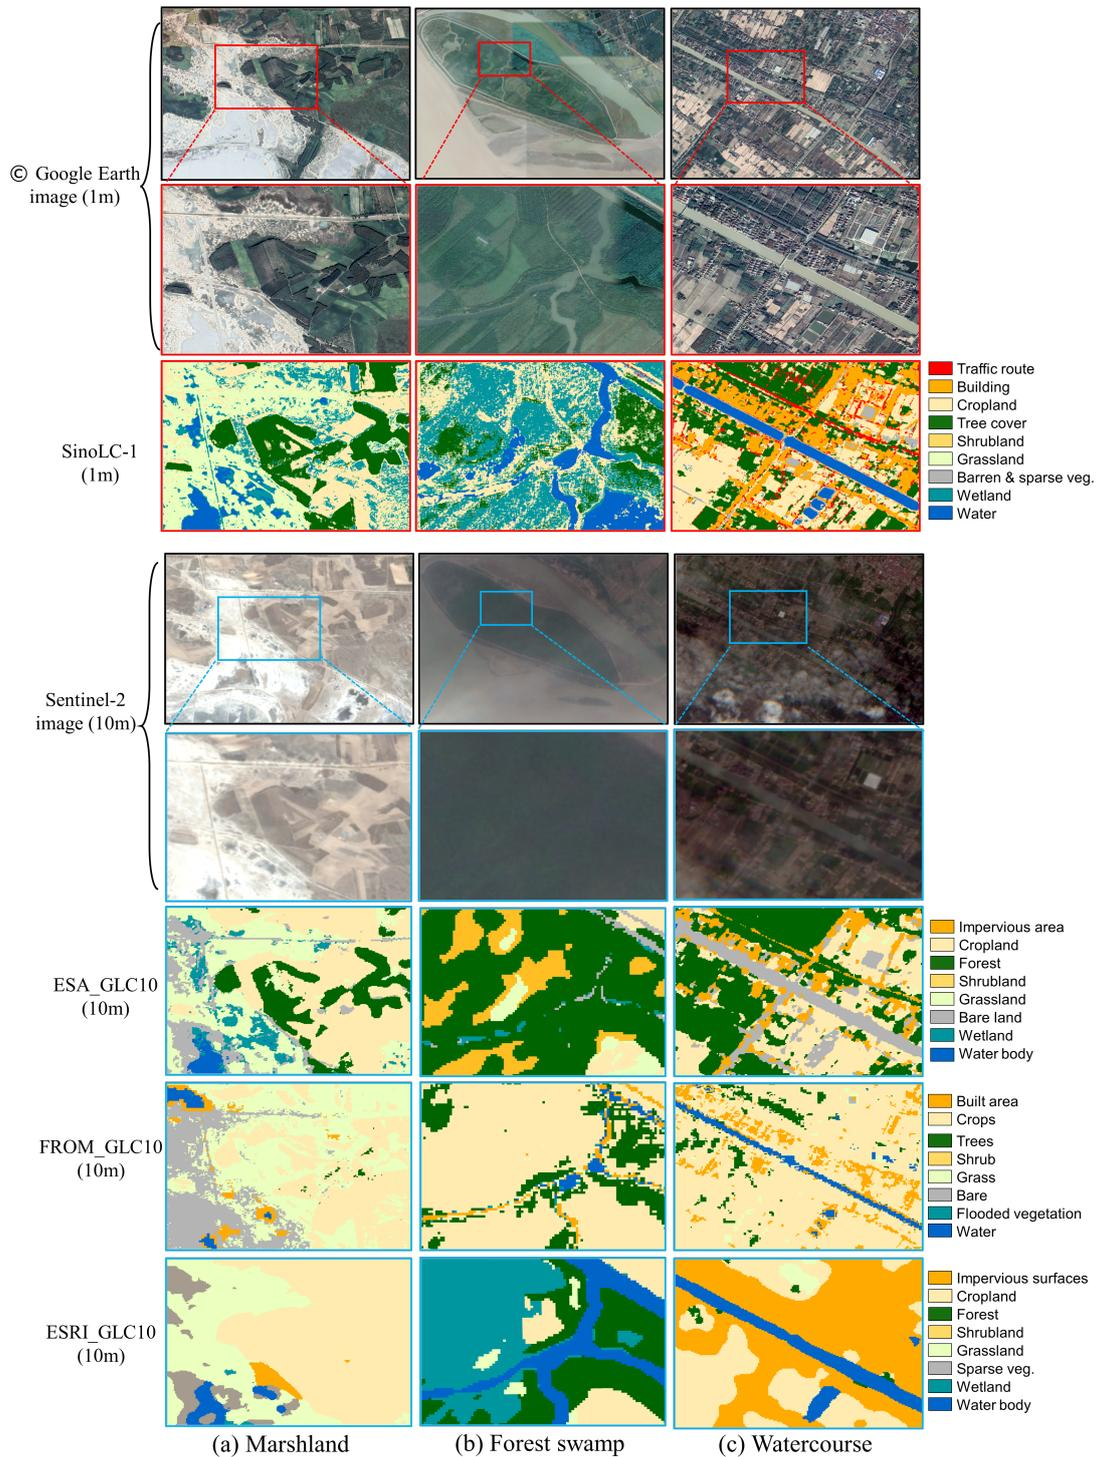 © Google Earth
image (1m)
SinoLC-1
(1m)
Traffic route
Building
Cropland
Tree cover
Shrubland
Grassland
Barren & sparse veg.
Wetland
Water
Sentinel-2
image (10m)
ESA_GLC10
(10m)
Impervious area
Cropland
Forest
Shrubland
Grassland
Bare land
Wetland
Water body
FROM_GLC10
(10m)
Built area
Crops
Trees
Shrub
Grass
Bare
Flooded vegetation
Water
ESRI_GLC10
(10m)
Impervious surfaces
Cropland
Forest
Shrubland
Grassland
Sparse veg.
Wetland
Water body
(a) Marshland
(b) Forest swamp
(c) Watercourse